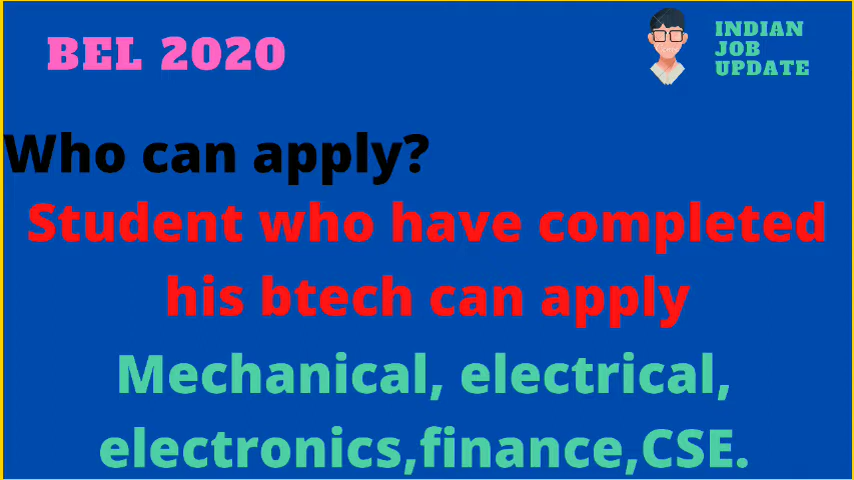 BEL 2020
INDIAN
JOB
UPDATE
Who can apply?
Student who have completed
his btech can apply
Mechanical, electrical,
electronics,finance,CSE.